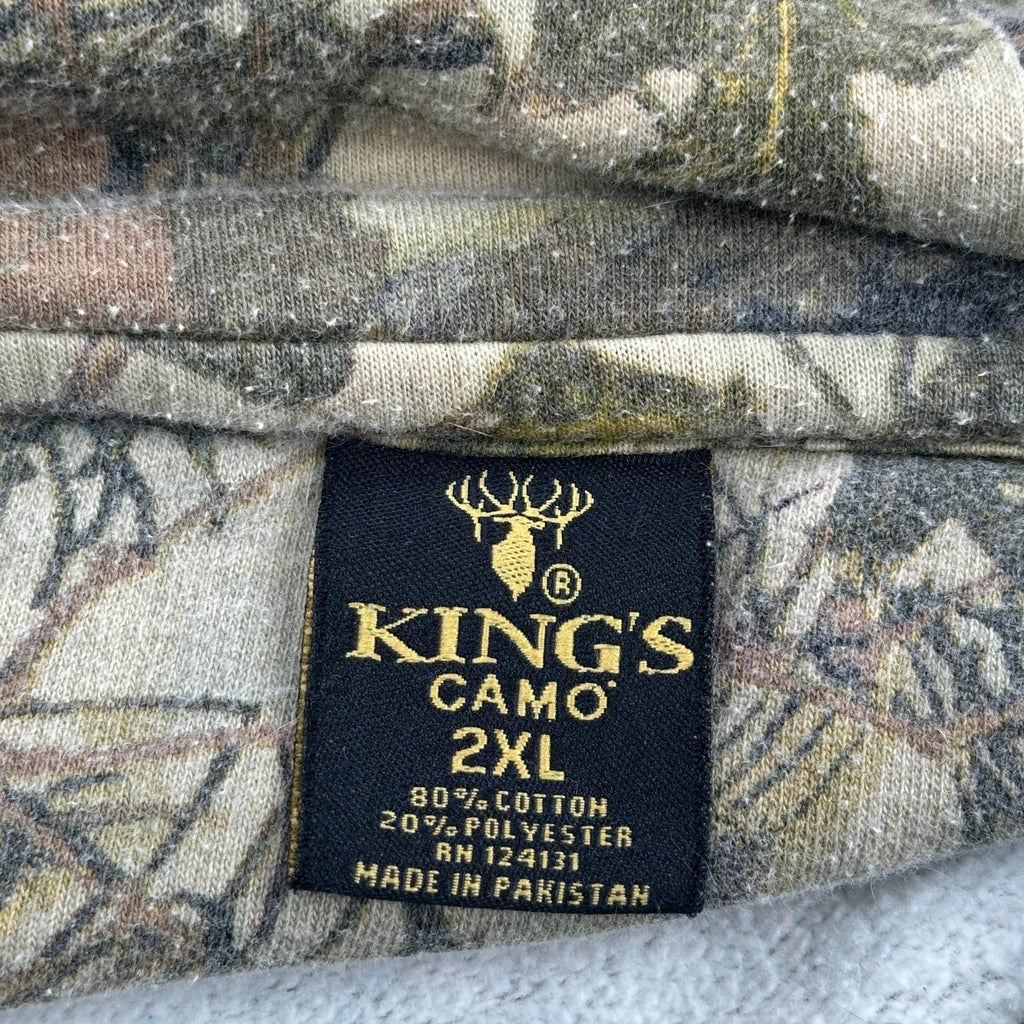 ®
KING'S
CAMO
2XL
80% COTTON
20% POLYESTER
RN 124131
MADE IN PAKISTAN